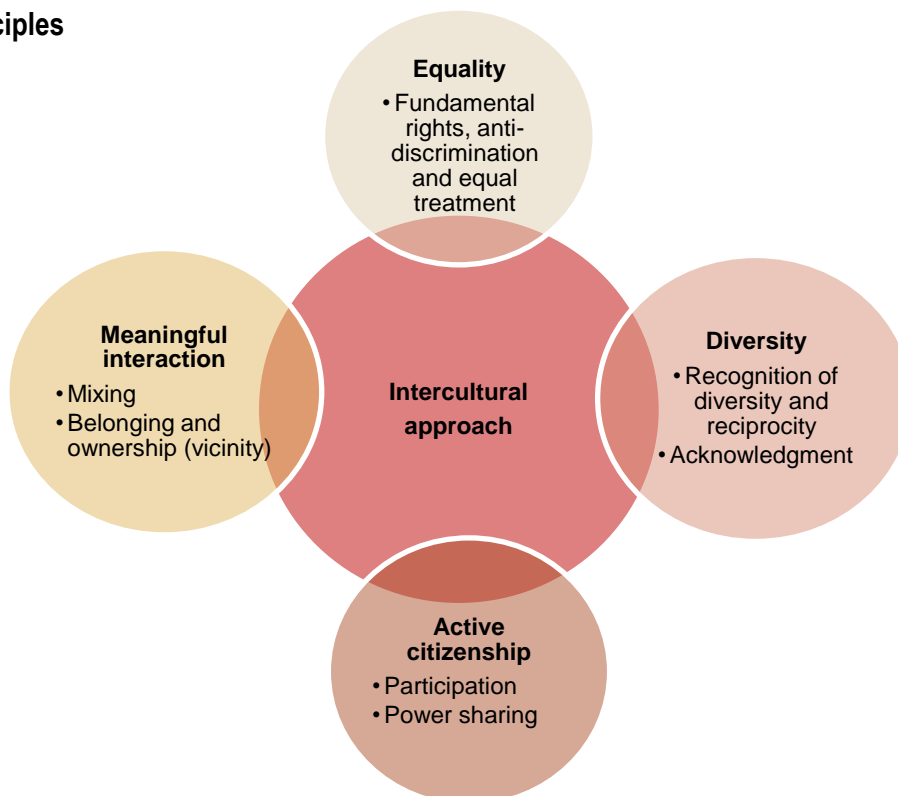 ciples
Equality
• Fundamental
rights, anti-
discrimination
and equal
treatment
Meaningful
interaction
• Mixing
• Belonging and
ownership (vicinity)
Intercultural
approach
Diversity
• Recognition of
diversity and
reciprocity
• Acknowledgment
Active
citizenship
• Participation
• Power sharing